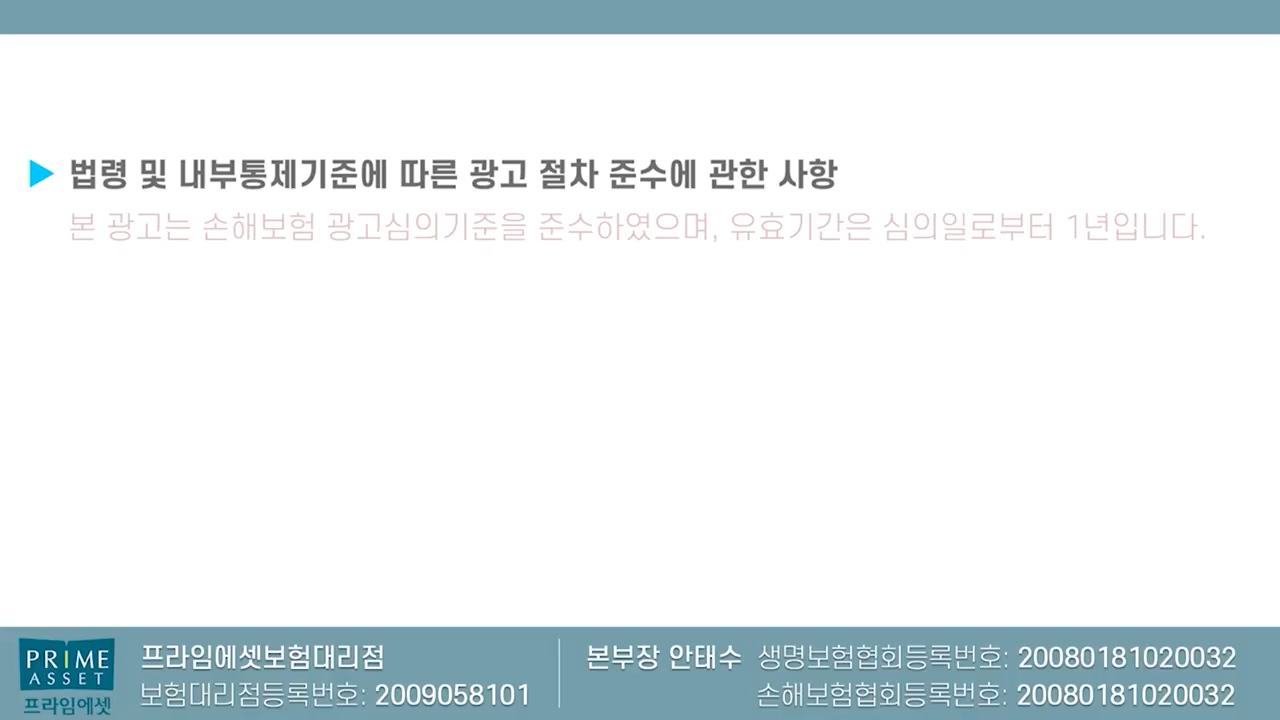 ▶ 법령 및 내부통제기준에 따른 광고 절차 준수에 관한 사항
본 광고는 손해보험 광고심의기준을 준수하였으며, 유효기간은 심의일로부터 1년입니다.
PRIME
ASSET
프라임에셋
프라임에셋보험대리점
보험대리점등록번호: 2009058101
본부장 안태수 생명보험협회등록번호: 20080181020032
손해보험협회등록번호: 20080181020032